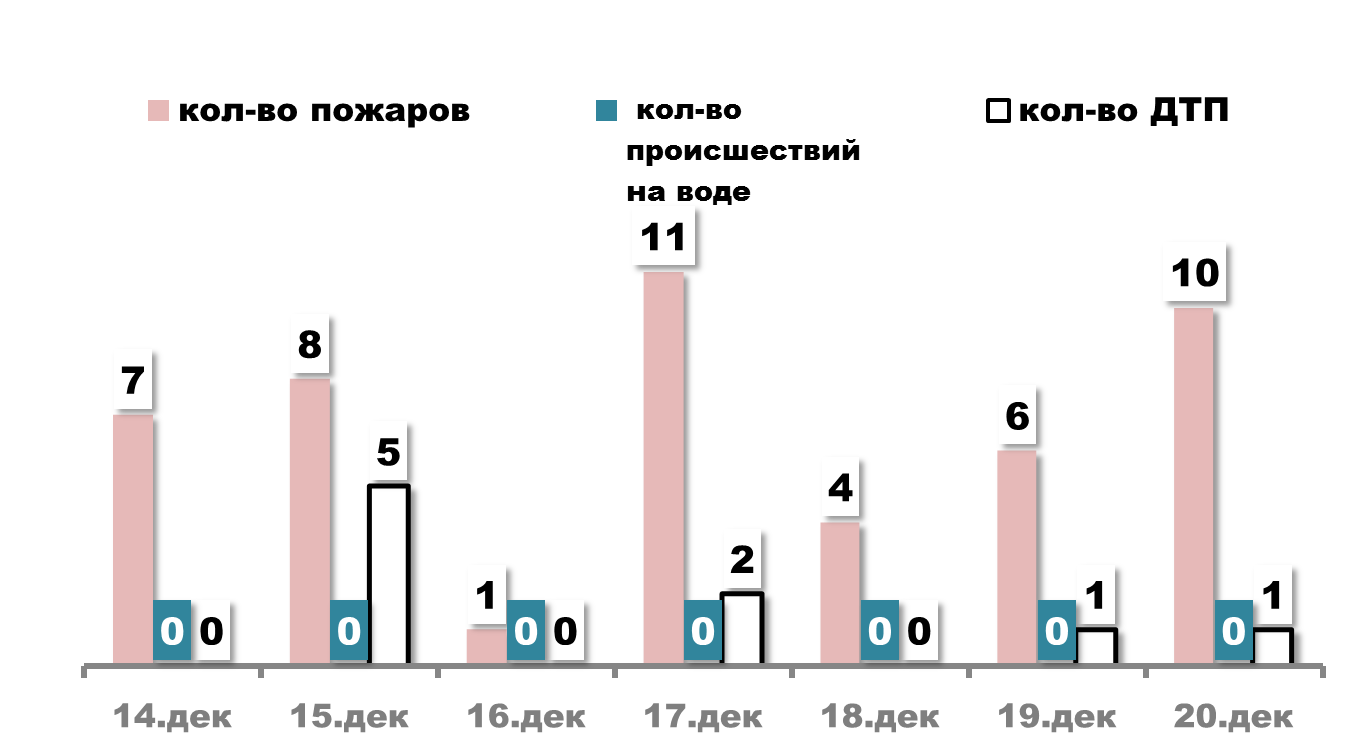 кол-во пожаров
кол-во
происшествий
на воде
кол-во ДТП
7 0 0
8 0 5
1 0 0
11 0 2
4 0 0
6 0 1
10 0 1
14.дек 15.дек 16.дек 17.дек 18.дек 19.дек 20.дек